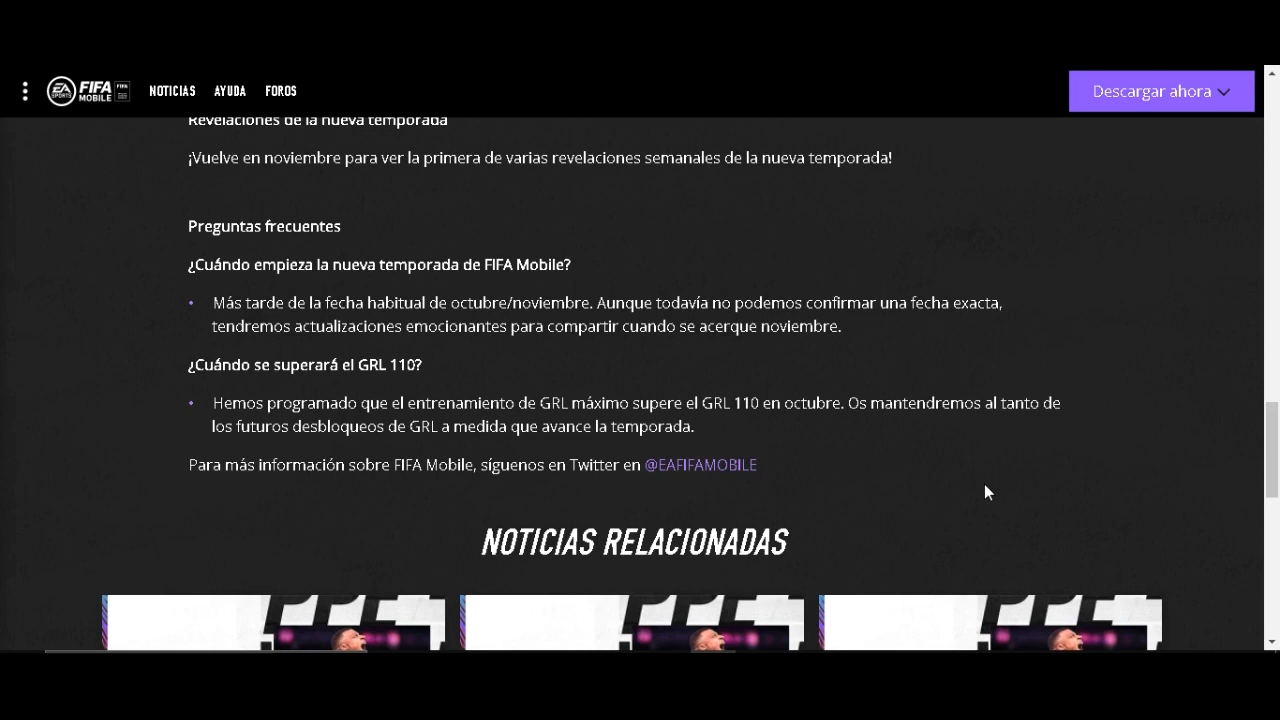 EA SPORTS FIFA MOBILE
NOTICIAS AYUDA FOROS
Descargar ahora
Revelaciones de la nueva temporada
¡Vuelve en noviembre para ver la primera de varias revelaciones semanales de la nueva temporada!
Preguntas frecuentes
¿Cuándo empieza la nueva temporada de FIFA Mobile?
• Más tarde de la fecha habitual de octubre/noviembre. Aunque todavía no podemos confirmar una fecha exacta,
tendremos actualizaciones emocionantes para compartir cuando se acerque noviembre.
¿Cuándo se superará el GRL 110?
• Hemos programado que el entrenamiento de GRL máximo supere el GRL 110 en octubre. Os mantendremos al tanto de
los futuros desbloqueos de GRL a medida que avance la temporada.
Para más información sobre FIFA Mobile, síguenos en Twitter en @EAFIFAMOBILE
NOTICIAS RELACIONADAS